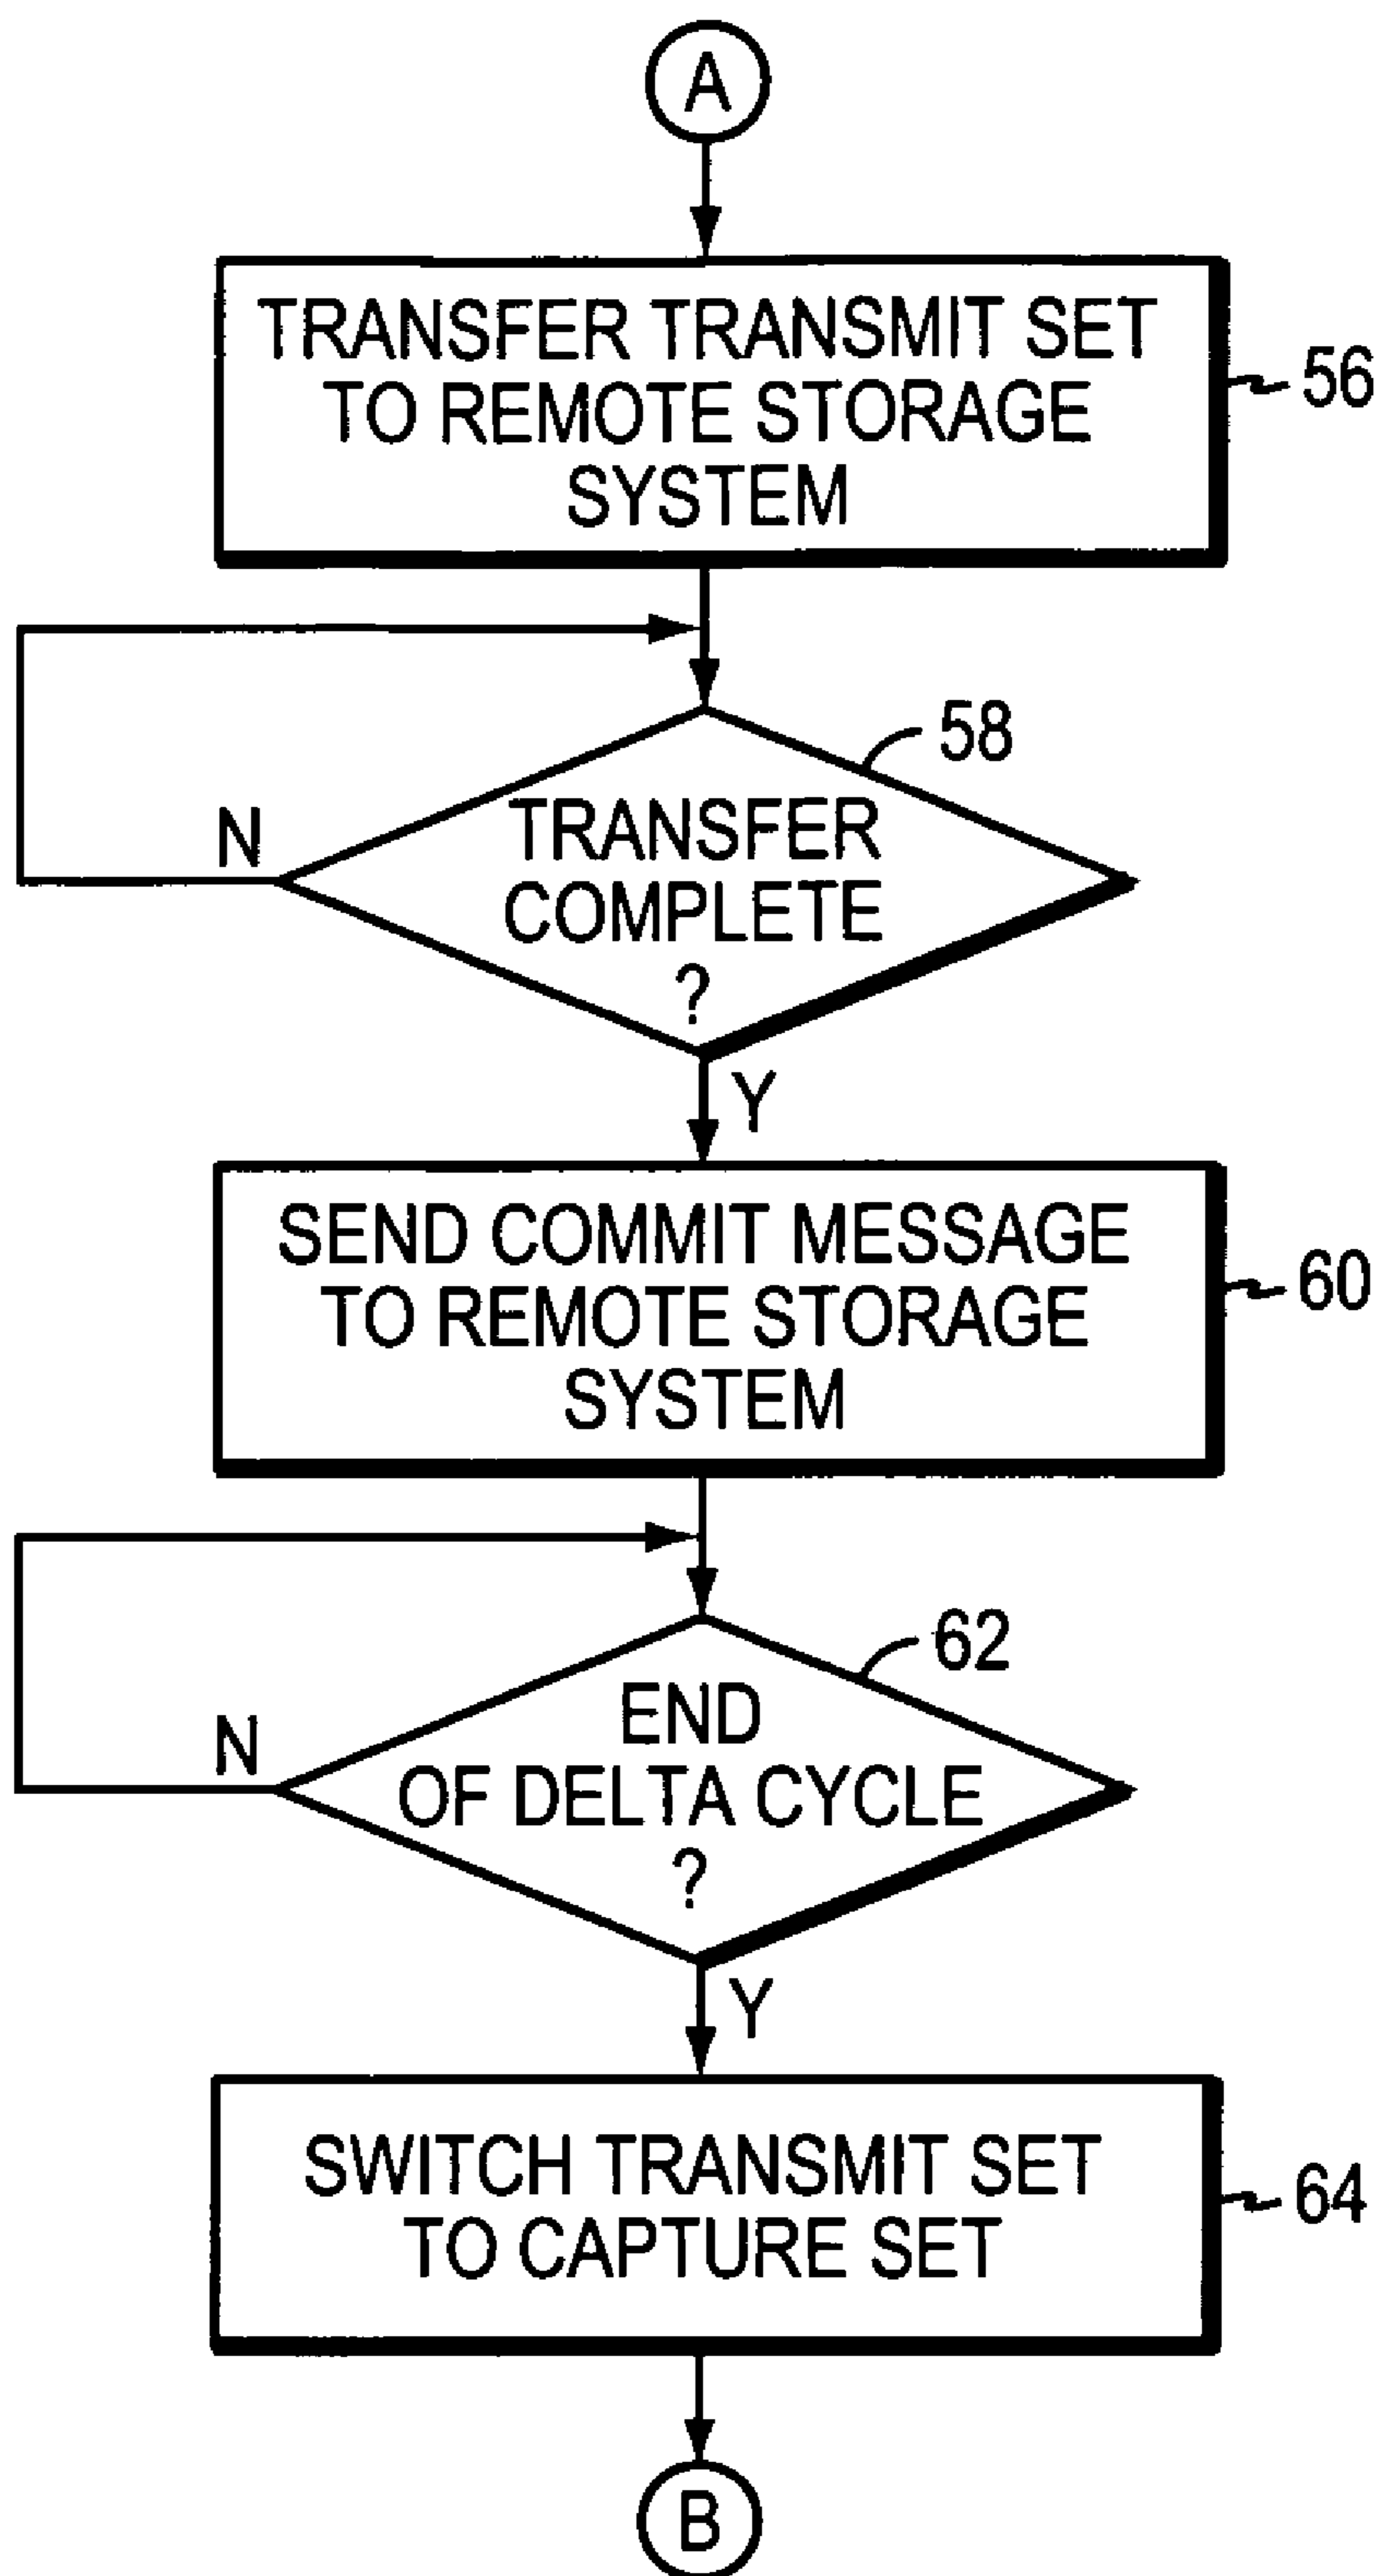 A
TRANSFER TRANSMIT SET
TO REMOTE STORAGE
SYSTEM
56
58
TRANSFER
COMPLETE
?
N
Y
SEND COMMIT MESSAGE
TO REMOTE STORAGE
SYSTEM
60
62
END
OF DELTA CYCLE
?
N
Y
SWITCH TRANSMIT SET
TO CAPTURE SET
64
B